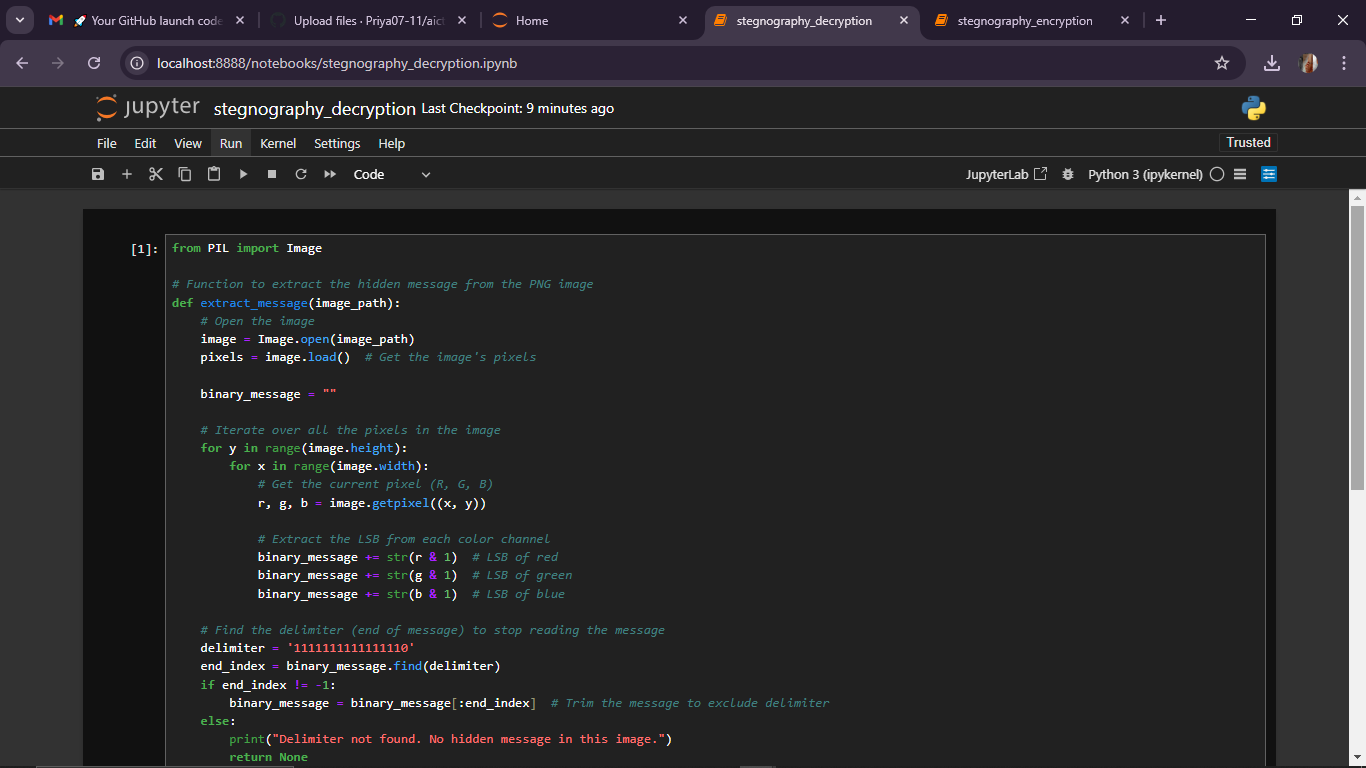 Your GitHub launch code
Upload files · Priya07-11/aict
Home
stegnography_decryption
stegnography_encryption
localhost:8888/notebooks/stegnography_decryption.ipynb
jupyter stegnography_decryption Last Checkpoint: 9 minutes ago
File Edit View Run Kernel Settings Help
Trusted
Code
JupyterLab
Python 3 (ipykernel)
[1]: from PIL import Image
# Function to extract the hidden message from the PNG image
def extract_message(image_path):
    # Open the image
    image = Image.open(image_path)
    pixels = image.load()  # Get the image's pixels
    binary_message = ""
    # Iterate over all the pixels in the image
    for y in range(image.height):
        for x in range(image.width):
            # Get the current pixel (R, G, B)
            r, g, b = image.getpixel((x, y))
            # Extract the LSB from each color channel
            binary_message += str(r & 1)  # LSB of red
            binary_message += str(g & 1)  # LSB of green
            binary_message += str(b & 1)  # LSB of blue
    # Find the delimiter (end of message) to stop reading the message
    delimiter = '1111111111111110'
    end_index = binary_message.find(delimiter)
    if end_index != -1:
        binary_message = binary_message[:end_index]  # Trim the message to exclude delimiter
    else:
        print("Delimiter not found. No hidden message in this image.")
        return None